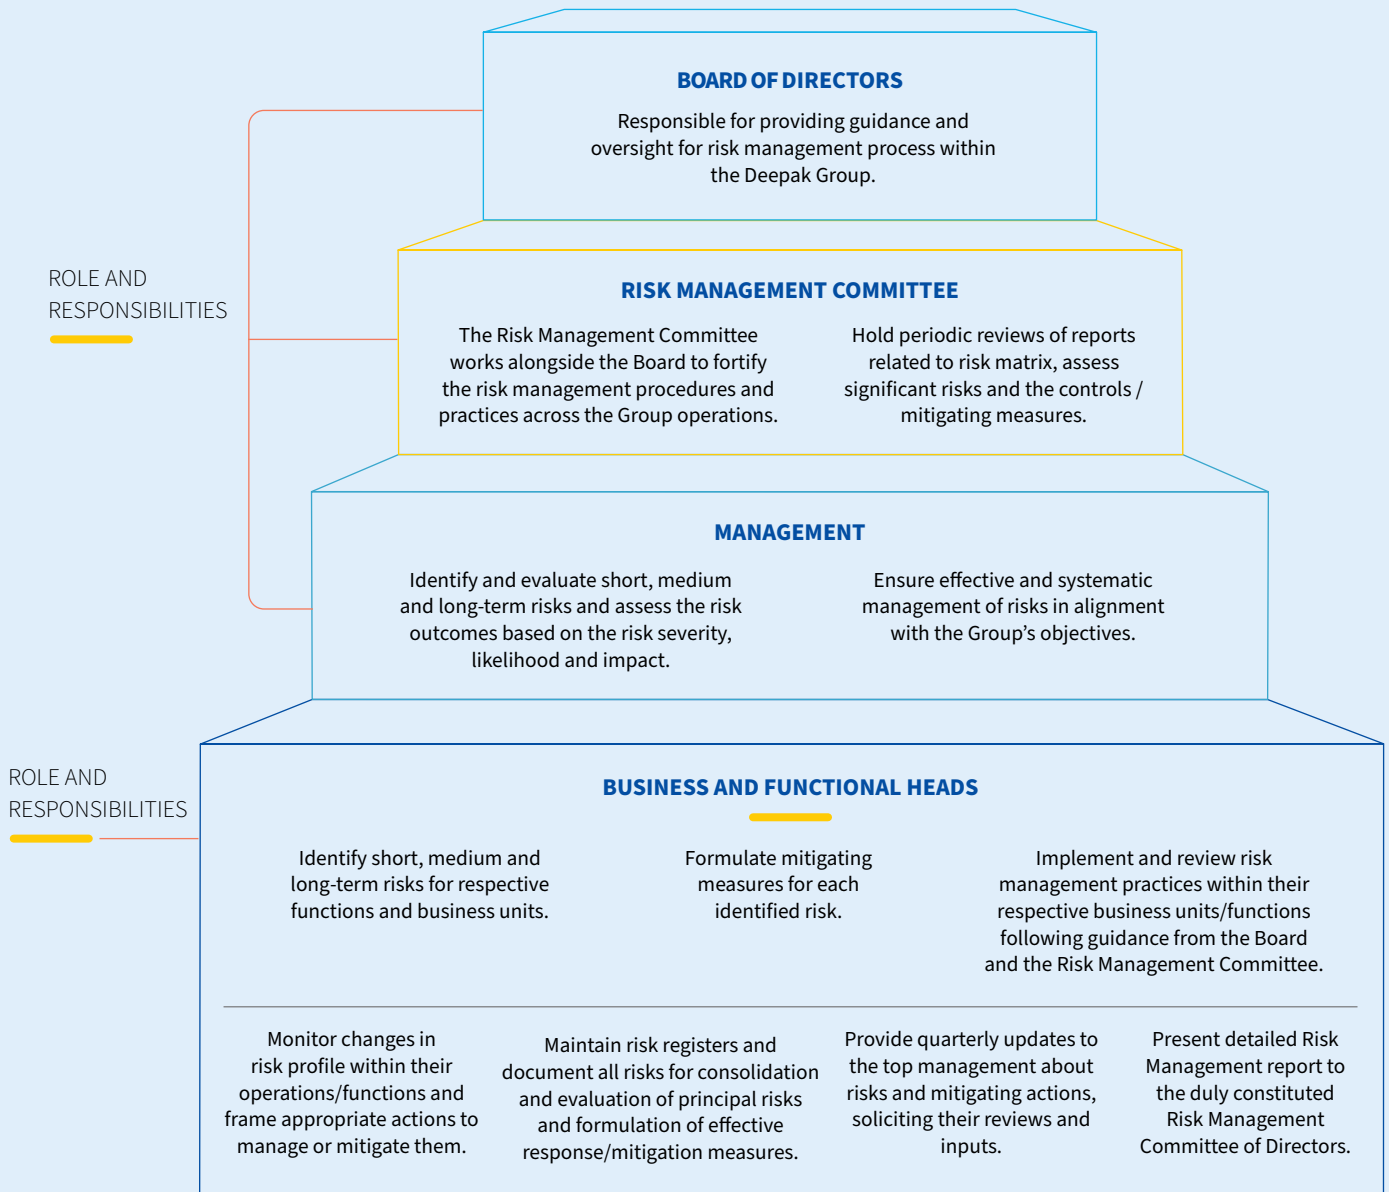 BOARD OF DIRECTORS
Responsible for providing guidance and
oversight for risk management process within
the Deepak Group.
ROLE AND
RESPONSIBILITIES
RISK MANAGEMENT COMMITTEE
The Risk Management Committee
works alongside the Board to fortify
the risk management procedures and
practices across the Group operations.
Hold periodic reviews of reports
related to risk matrix, assess
significant risks and the controls /
mitigating measures.
MANAGEMENT
Identify and evaluate short, medium
and long-term risks and assess the risk
outcomes based on the risk severity,
likelihood and impact.
Ensure effective and systematic
management of risks in alignment
with the Group’s objectives.
ROLE AND
RESPONSIBILITIES
BUSINESS AND FUNCTIONAL HEADS
Identify short, medium and
long-term risks for respective
functions and business units.
Formulate mitigating
measures for each
identified risk.
Implement and review risk
management practices within their
respective business units/functions
following guidance from the Board
and the Risk Management Committee.
Monitor changes in
risk profile within their
operations/functions and
frame appropriate actions to
manage or mitigate them.
Maintain risk registers and
document all risks for consolidation
and evaluation of principal risks
and formulation of effective
response/mitigation measures.
Provide quarterly updates to
the top management about
risks and mitigating actions,
soliciting their reviews and
inputs.
Present detailed Risk
Management report to
the duly constituted
Risk Management
Committee of Directors.